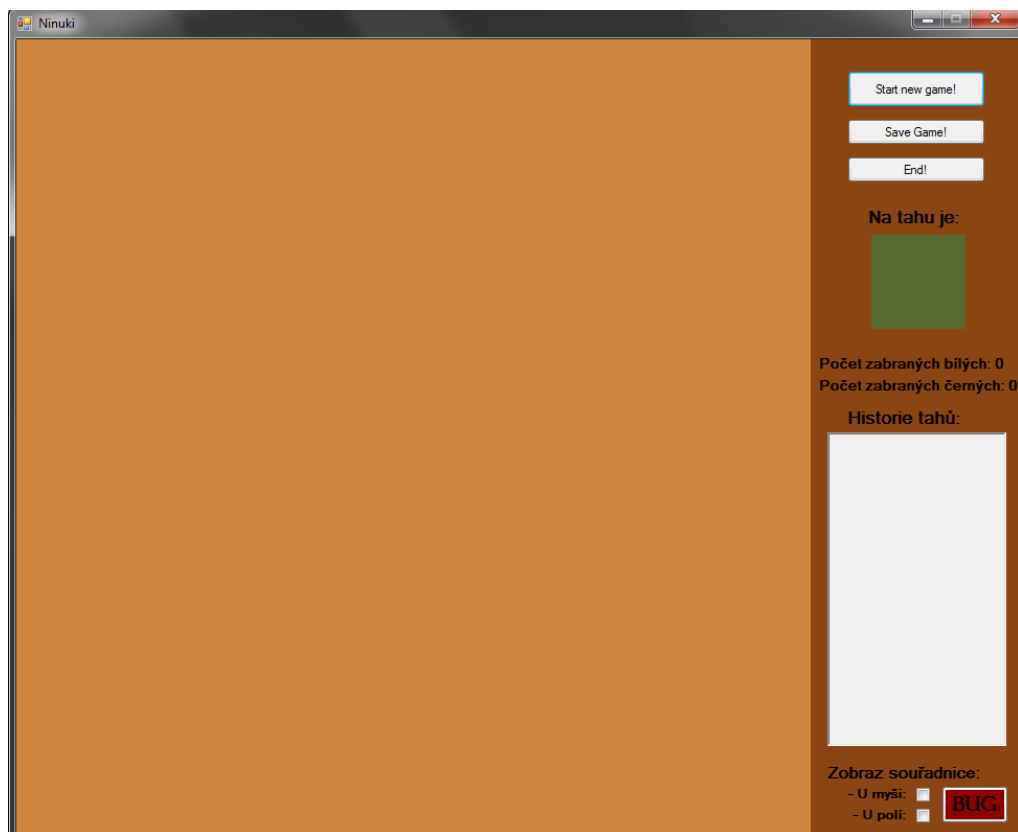 Ninuki
Start new game!
Save Game!
End!
Na tahu je:
Počet zabraných bílých: 0
Počet zabraných černých: 0
Historie tahů:
Zobraz souřadnice:
- U myši:
- U polí:
BUG